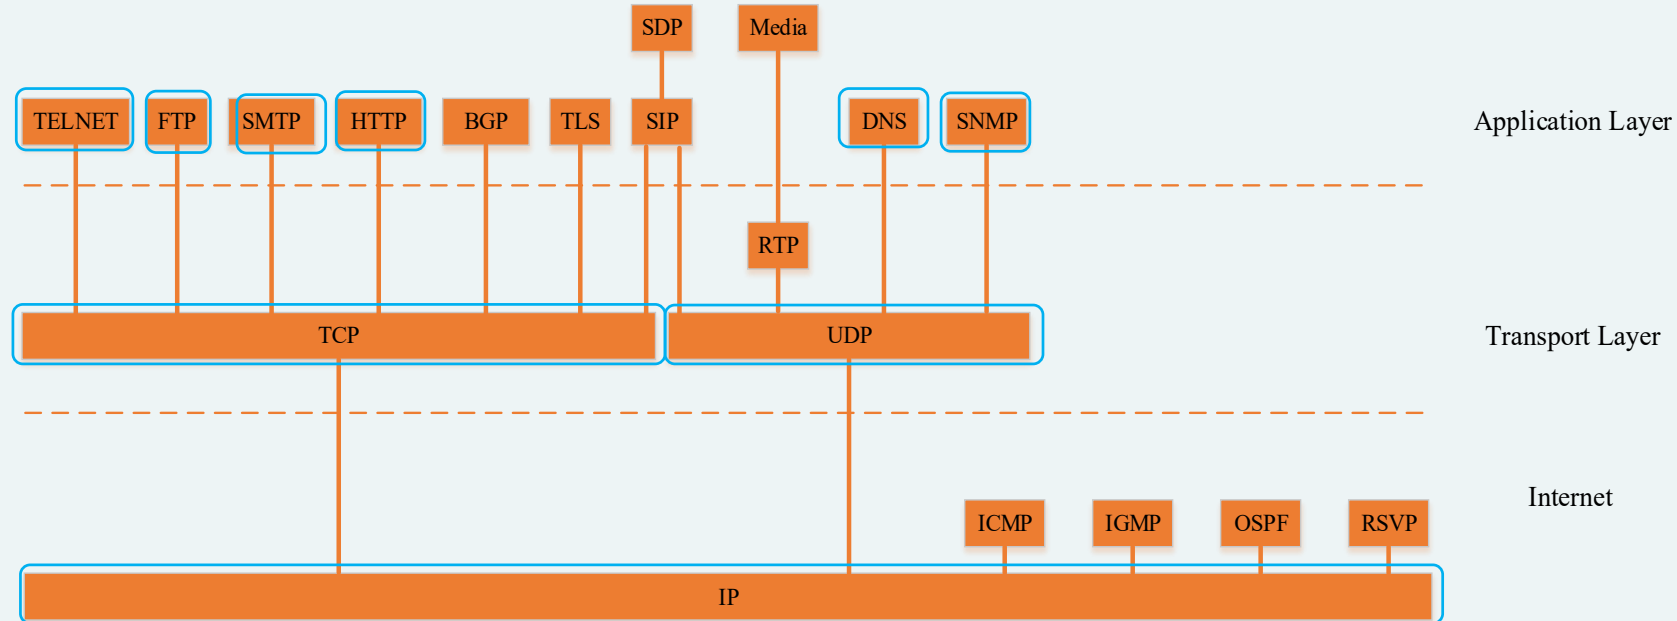 SDP
Media
TELNET
FTP
SMTP
HTTP
BGP
TLS
SIP
DNS
SNMP
Application Layer
RTP
TCP
UDP
Transport Layer
Internet
ICMP
IGMP
OSPF
RSVP
IP